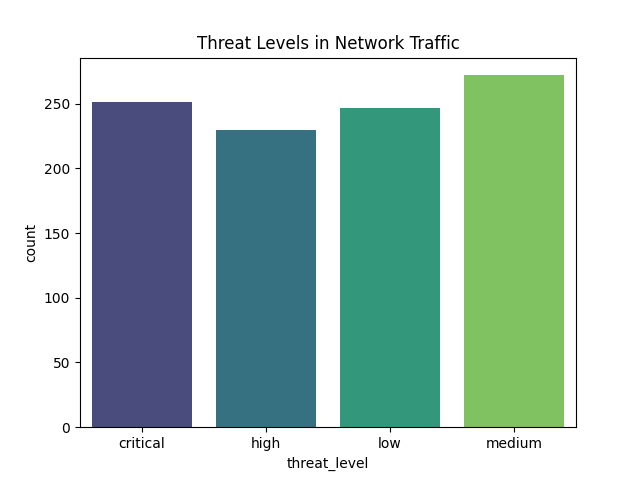 Threat Levels in Network Traffic
250
200
150
100
50
0
count
critical high low medium
threat_level